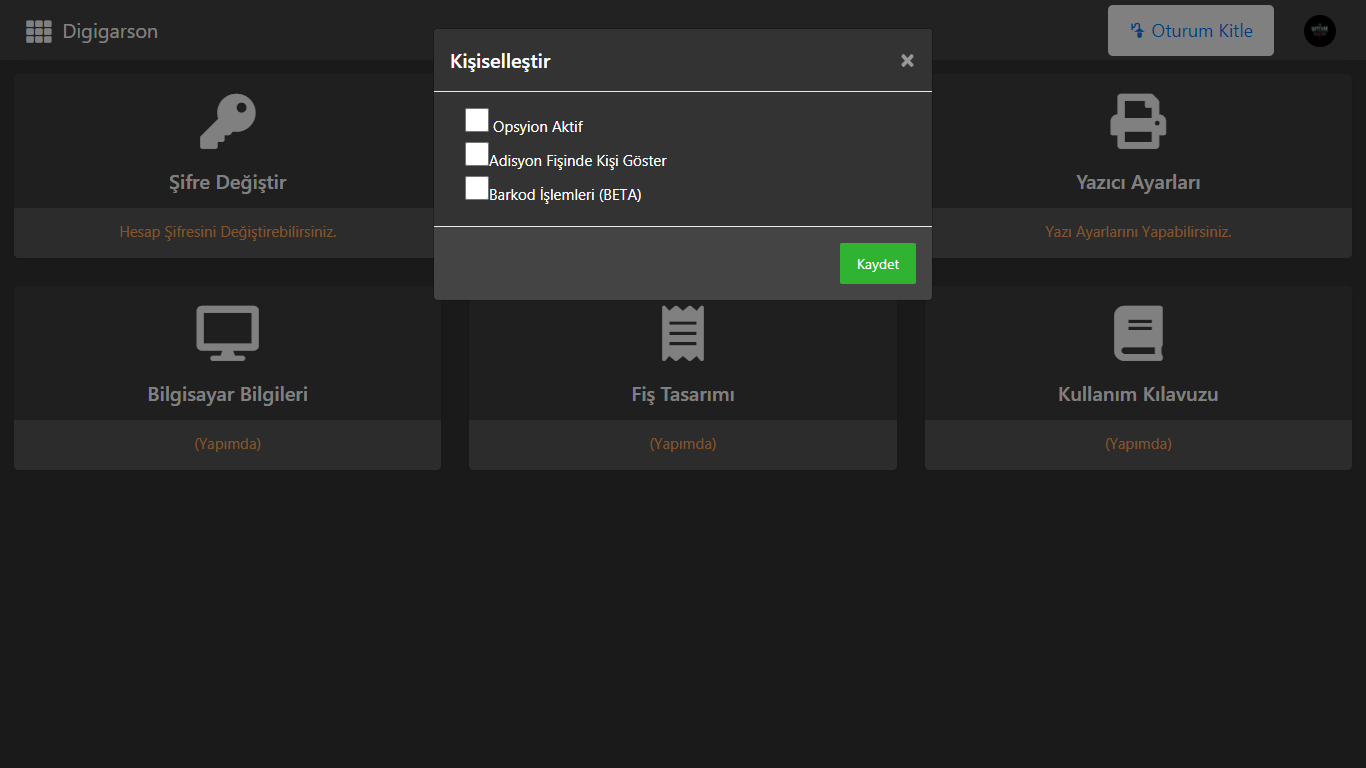 Digigarson
Oturum Kitle
Kişiselleştir
×
Opsyion Aktif
Adisyon Fişinde Kişi Göster
Barkod İşlemleri (BETA)
Kaydet
Şifre Değiştir
Hesap Şifresini Değiştirebilirsiniz.
Yazıcı Ayarları
Yazı Ayarlarını Yapabilirsiniz.
Bilgisayar Bilgileri
(Yapımda)
Fiş Tasarımı
(Yapımda)
Kullanım Kılavuzu
(Yapımda)